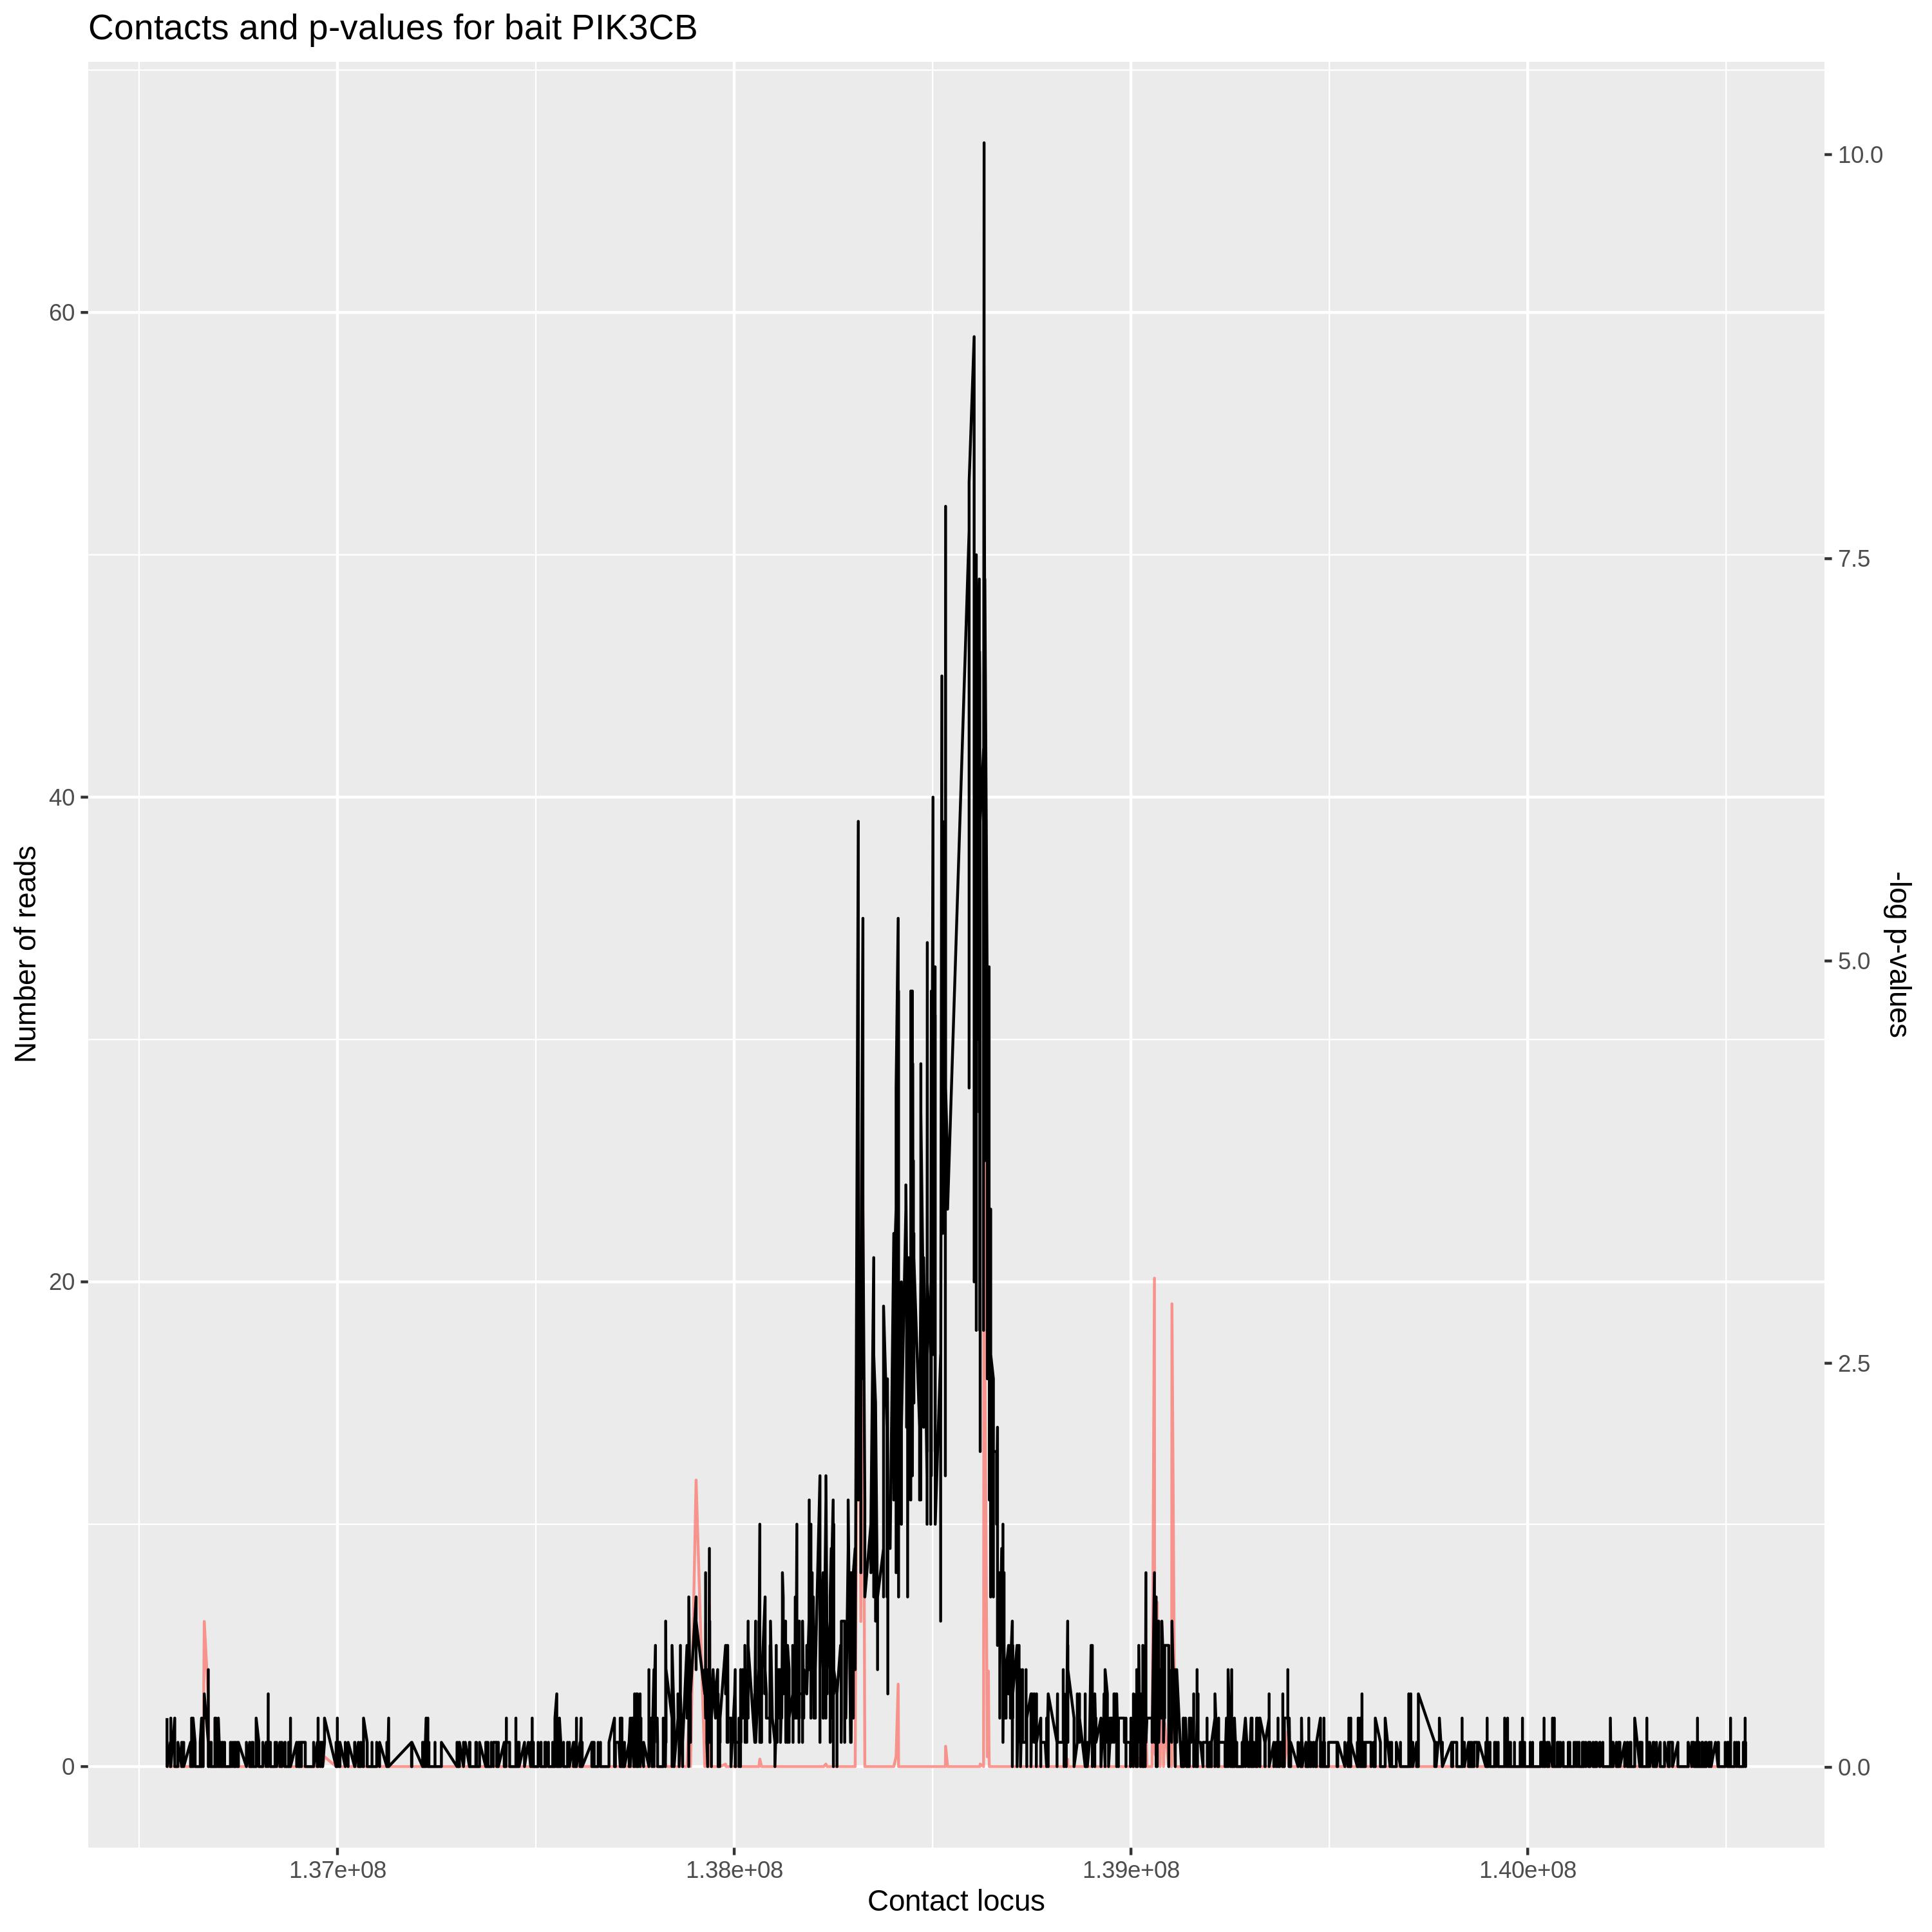 Contacts and p-values for bait PIK3CB
60
40
20
0
Number of reads
10.0
7.5
5.0
2.5
0.0
-log p-values
1.37e+08
1.38e+08
1.39e+08
1.40e+08
Contact locus